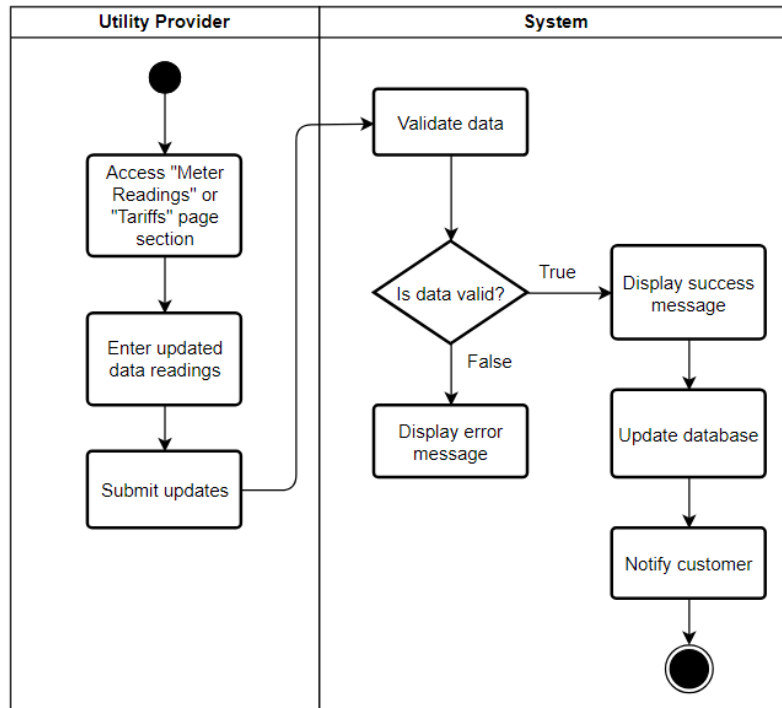 Utility Provider
System
Access "Meter
Readings" or
"Tariffs" page
section
Enter updated
data readings
Submit updates
Validate data
Is data valid?
True
False
Display error
message
Display success
message
Update database
Notify customer